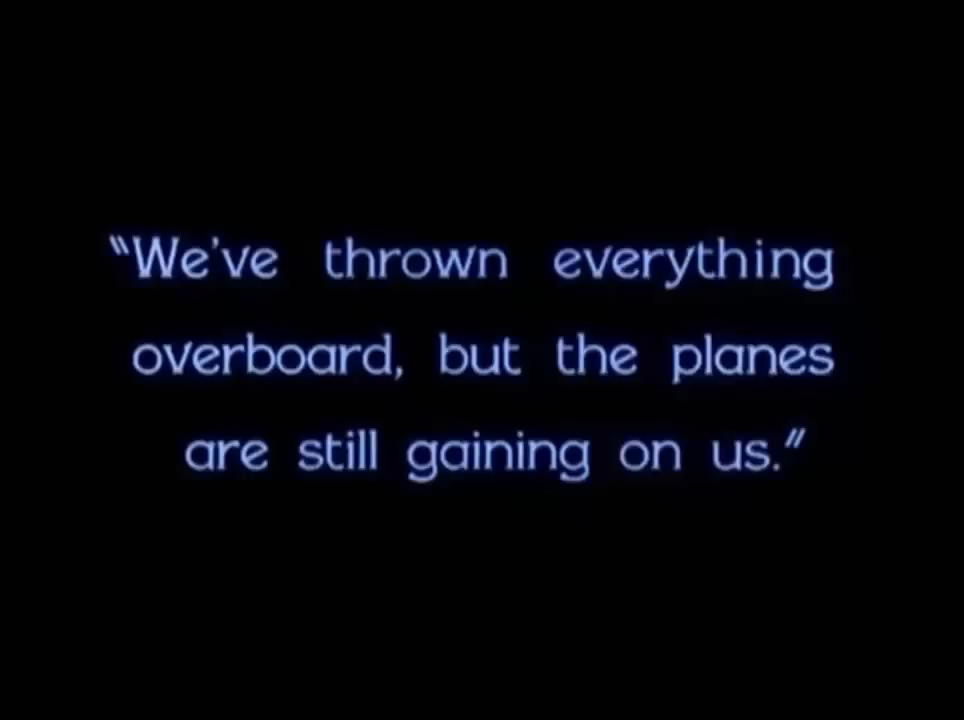 "We've thrown everything
overboard, but the planes
are still gaining on us."